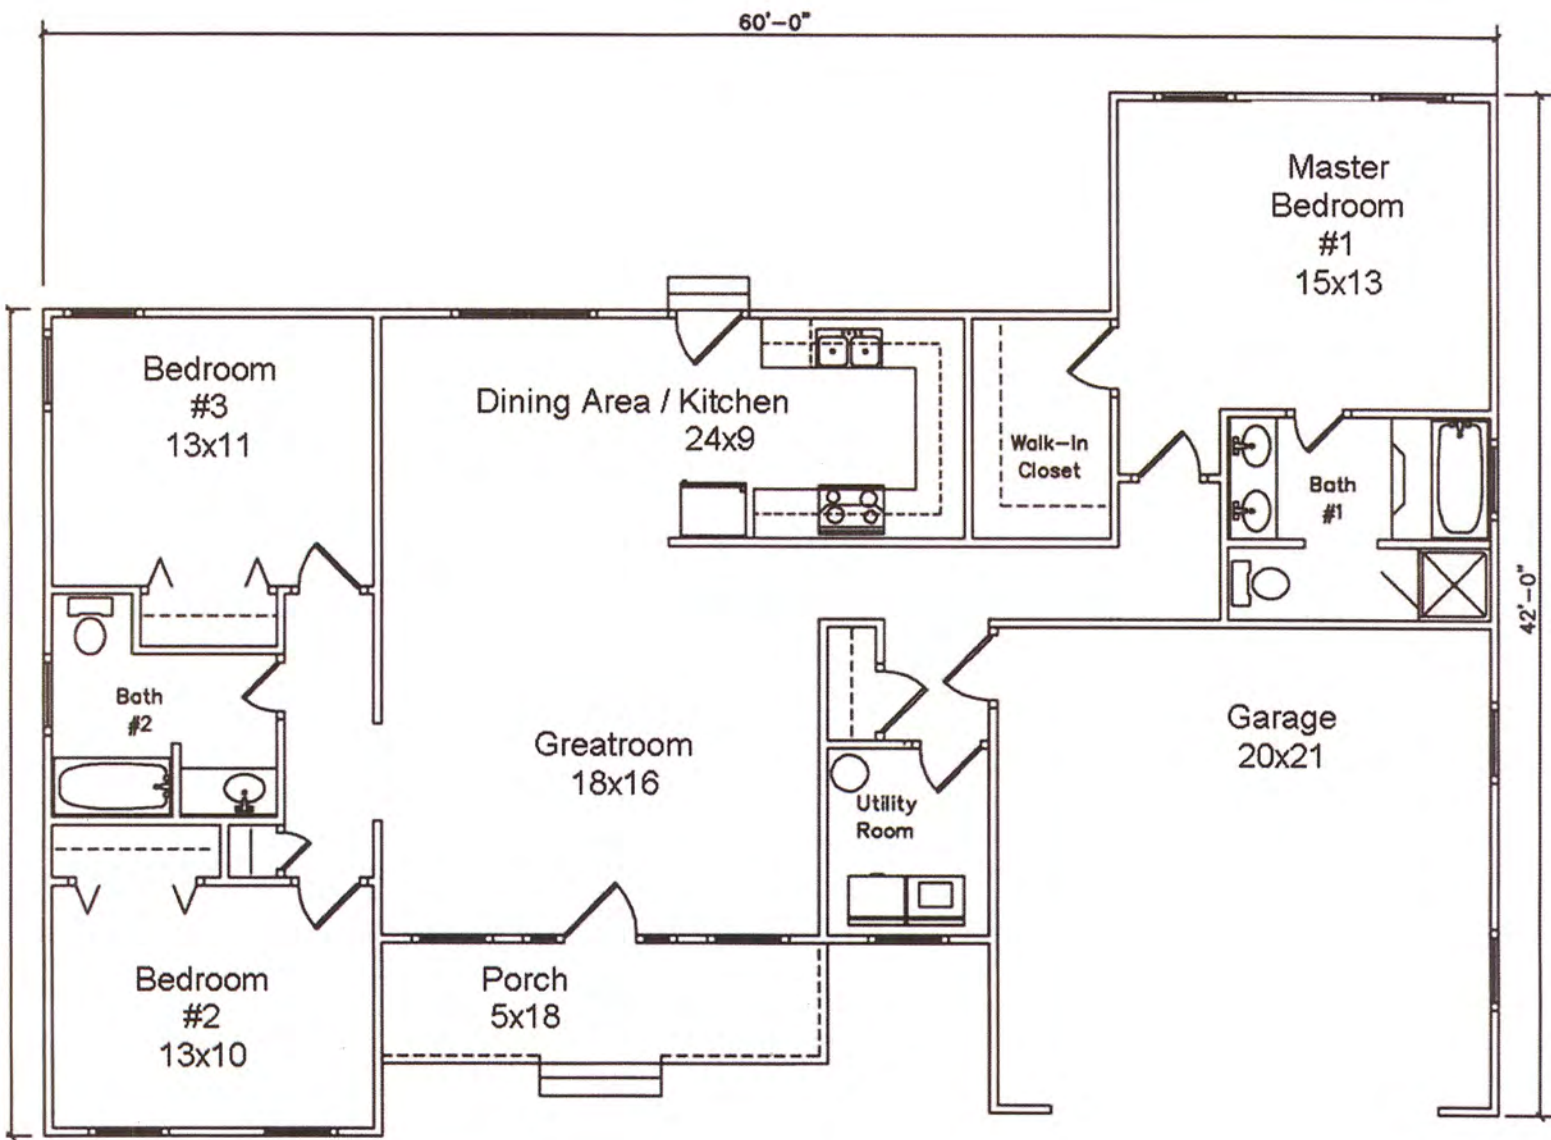 60'-0"
Master
Bedroom
#1
15x13
Bedroom
#3
13x11
Dining Area / Kitchen
24x9
Walk-In
Closet
Bath
#1
42'-0"
Bath
#2
Greatroom
18x16
Garage
20x21
Utility
Room
Bedroom
#2
13x10
Porch
5x18